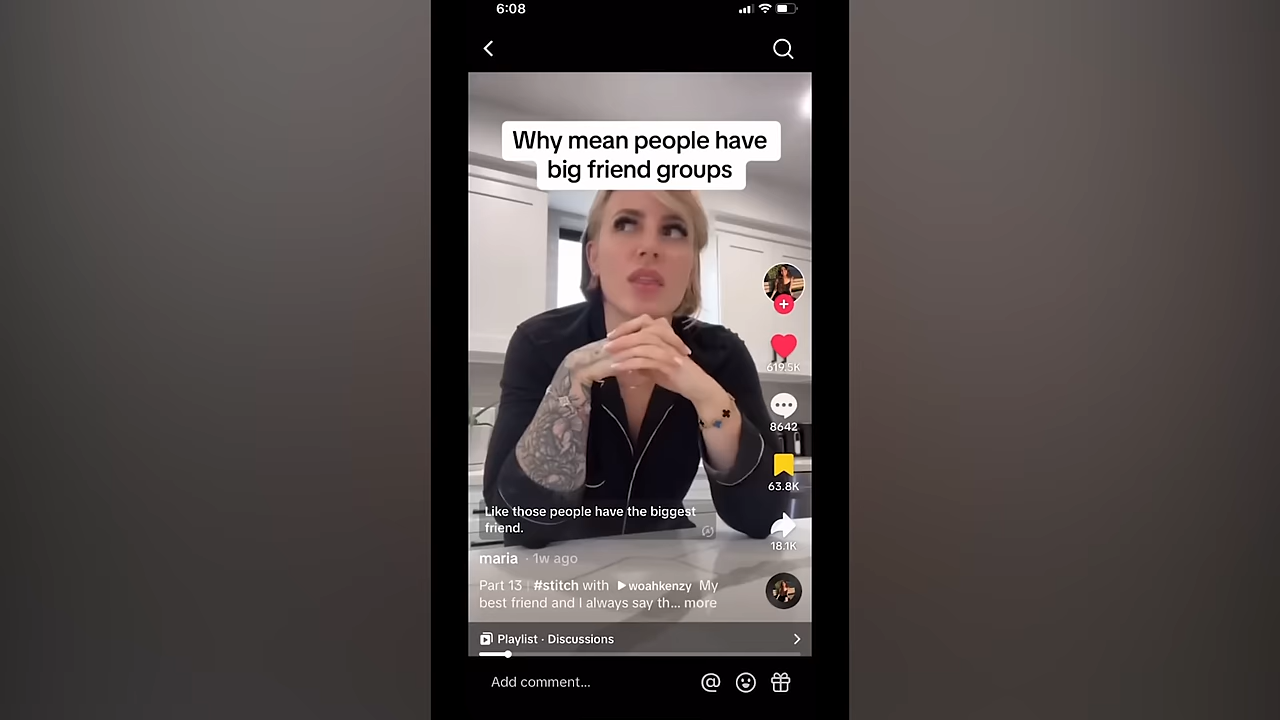 6:08
Why mean people have
big friend groups
619.5K
8642
63.8K
18.1K
Like those people have the biggest
friend.
maria · 1w ago
Part 13 #stitch with woahkenzy My
best friend and I always say th... more
Playlist · Discussions
Add comment...